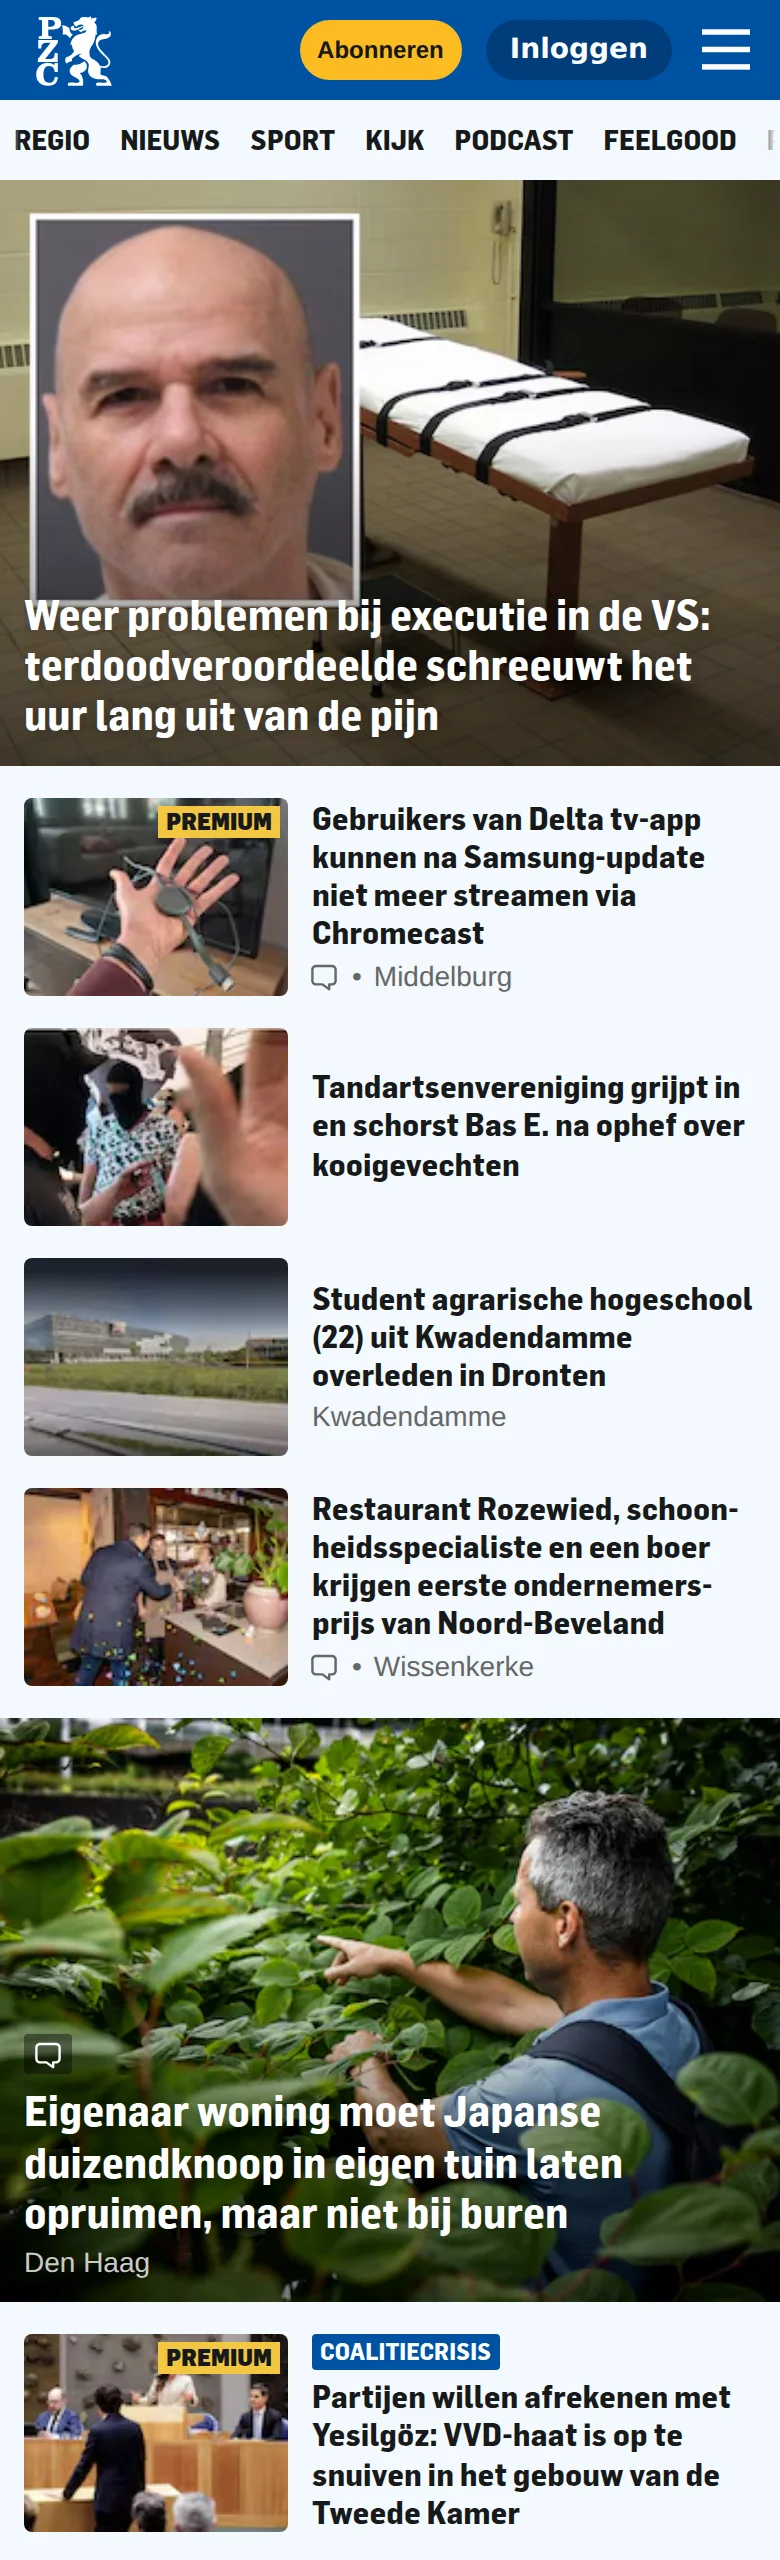 PZC
Abonneren
Inloggen
REGIO NIEUWS SPORT KIJK PODCAST FEELGOOD
Weer problemen bij executie in de VS:
terdoodveroordeelde schreeuwt het
uur lang uit van de pijn
PREMIUM
Gebruikers van Delta tv-app
kunnen na Samsung-update
niet meer streamen via
Chromecast
• Middelburg
Tandartsenvereniging grijpt in
en schorst Bas E. na ophef over
kooigevechten
Student agrarische hogeschool
(22) uit Kwadendamme
overleden in Dronten
Kwadendamme
Restaurant Rozewied, schoon-
heidsspecialiste en een boer
krijgen eerste ondernemers-
prijs van Noord-Beveland
• Wissenkerke
Eigenaar woning moet Japanse
duizendknoop in eigen tuin laten
opruimen, maar niet bij buren
Den Haag
PREMIUM
COALITIECRISIS
Partijen willen afrekenen met
Yesilgöz: VVD-haat is op te
snuiven in het gebouw van de
Tweede Kamer